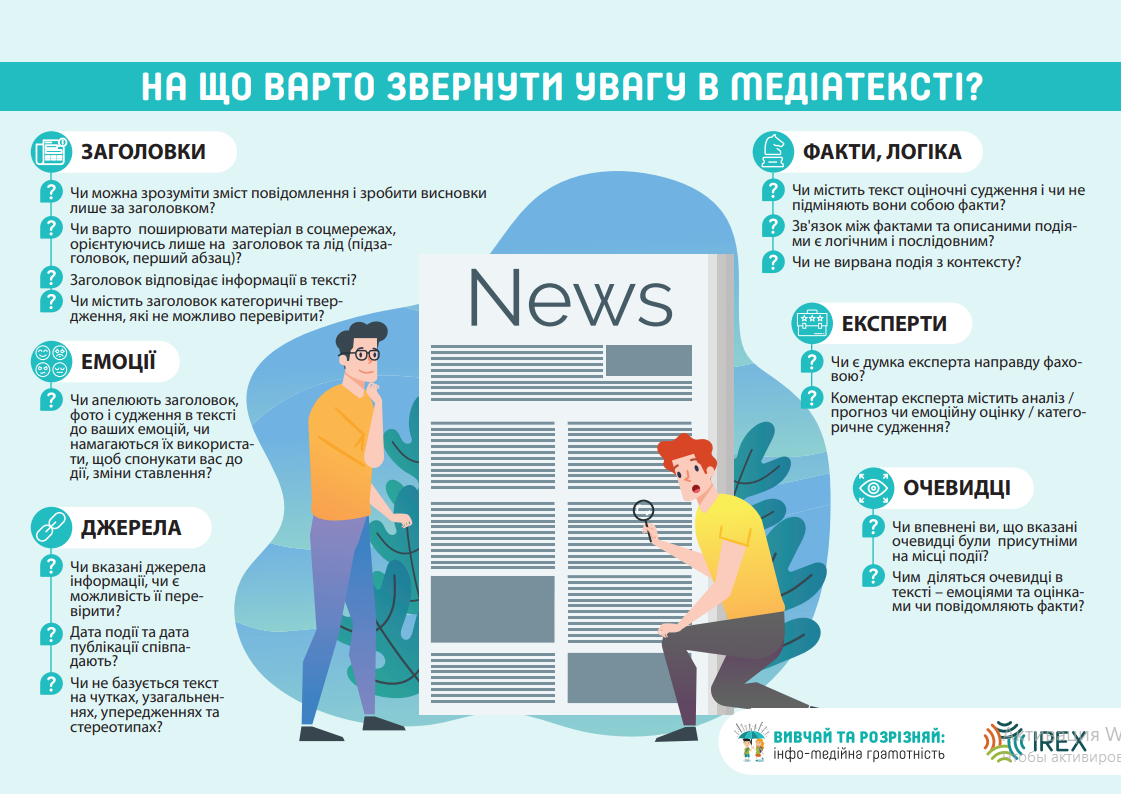 НА ЩО ВАРТО ЗВЕРНУТИ УВАГУ В МЕДІАТЕКСТІ?
ЗАГОЛОВКИ
? Чи можна зрозуміти зміст повідомлення і зробити висновки
лише за заголовком?
? Чи варто поширювати матеріал в соцмережах,
орієнтуючись лише на заголовок та лід (підза-
головок, перший абзац)?
? Заголовок відповідає інформації в тексті?
? Чи містить заголовок категоричні твер-
дження, які не можливо перевірити?
ЕМОЦІЇ
? Чи апелюють заголовок,
фото і судження в тексті
до ваших емоцій, чи
намагаються їх використа-
ти, щоб спонукати вас до
дії, зміни ставлення?
ДЖЕРЕЛА
? Чи вказані джерела
інформації, чи є
можливість її пере-
вірити?
? Дата події та дата
публікації співпа-
дають?
? Чи не базується текст
на чутках, узагальнен-
нях, упередженнях та
стереотипах?
News
ФАКТИ, ЛОГІКА
? Чи містить текст оціночні судження і чи не
підміняють вони собою факти?
? Зв'язок між фактами та описаними подія-
ми є логічним і послідовним?
? Чи не вирвана подія з контексту?
ЕКСПЕРТИ
? Чи є думка експерта направду фахо-
вою?
? Коментар експерта містить аналіз /
прогноз чи емоційну оцінку / катего-
ричне судження?
ОЧЕВИДЦІ
? Чи впевнені ви, що вказані
очевидці були присутніми
на місці події?
? Чим діляться очевидці в
тексті – емоціями та оцінка-
ми чи повідомляють факти?
ВИВЧАЙ ТА РОЗРІЗНЯЙ:
інфо-медійна грамотність
IREX
Активация W
тобы активиров